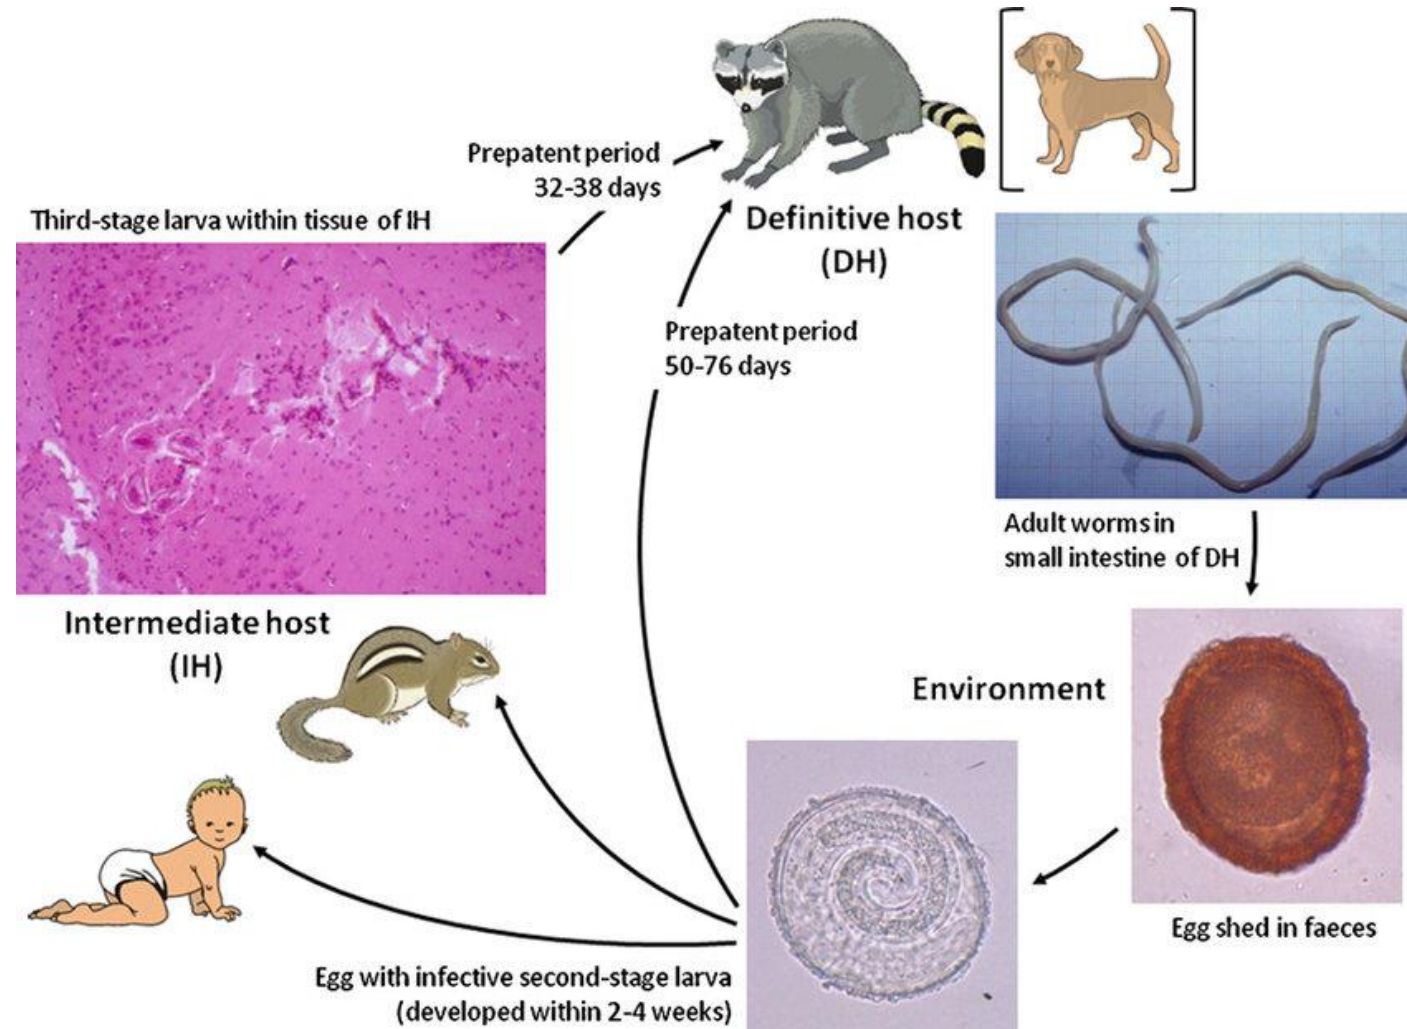 Prepatent period
32-38 days
Third-stage larva within tissue of IH
Definitive host
(DH)
Prepatent period
50-76 days
Adult worms in
small intestine of DH
Intermediate host
(IH)
Environment
Egg shed in faeces
Egg with infective second-stage larva
(developed within 2-4 weeks)